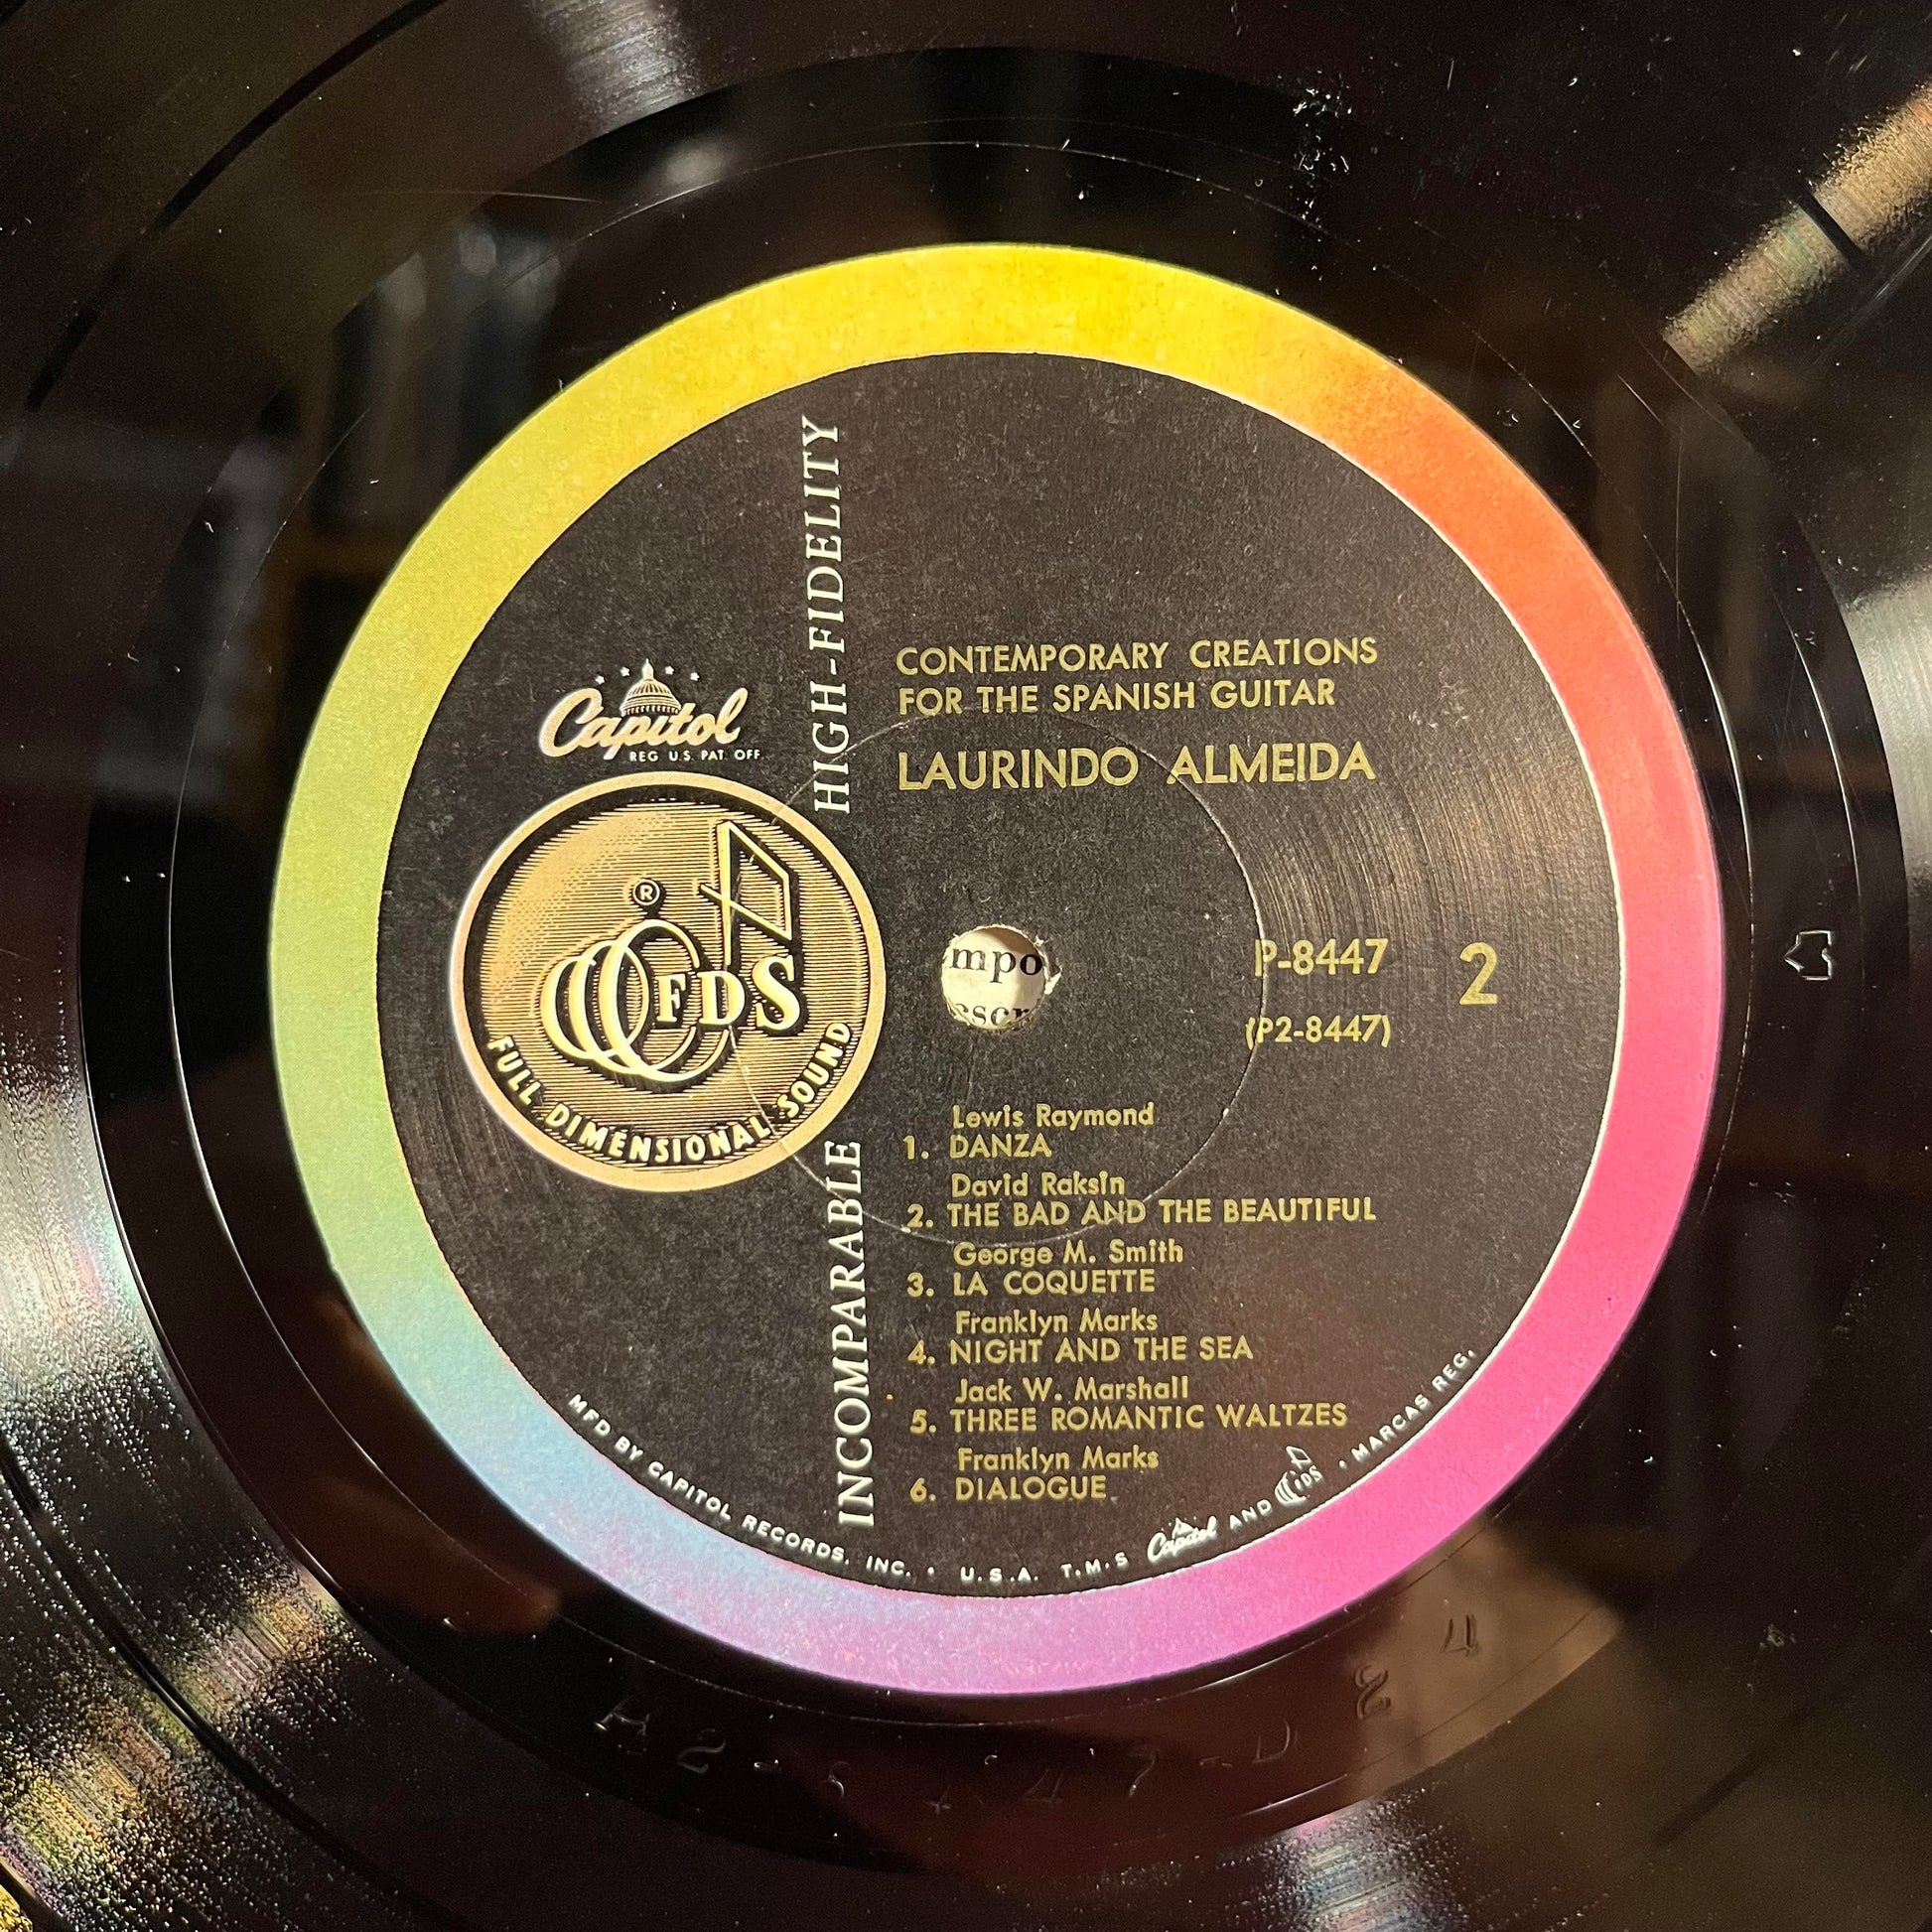 HIGH-FIDELITY
Capitol
REG. U.S. PAT. OFF.
®
FDS
FULL DIMENSIONAL SOUND
INCOMPARABLE
CONTEMPORARY CREATIONS
FOR THE SPANISH GUITAR
LAURINDO ALMEIDA
mpo
P-8447 2
(P2-8447)
Lewis Raymond
1. DANZA
David Raksin
2. THE BAD AND THE BEAUTIFUL
George M. Smith
3. LA COQUETTE
Franklyn Marks
4. NIGHT AND THE SEA
Jack W. Marshall
5. THREE ROMANTIC WALTZES
Franklyn Marks
6. DIALOGUE
MFD BY CAPITOL RECORDS, INC. • U.S.A. T.M.S Capitol AND FDS • MARCAS REG.